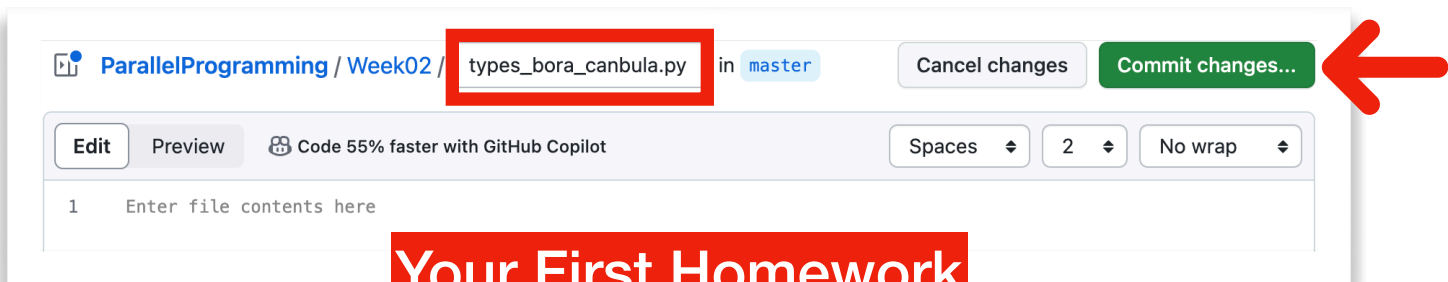 ParallelProgramming / Week02 / types_bora_canbula.py in master Cancel changes Commit changes...
Edit Preview Code 55% faster with GitHub Copilot Spaces 2 No wrap
1 Enter file contents here
Your First Homework